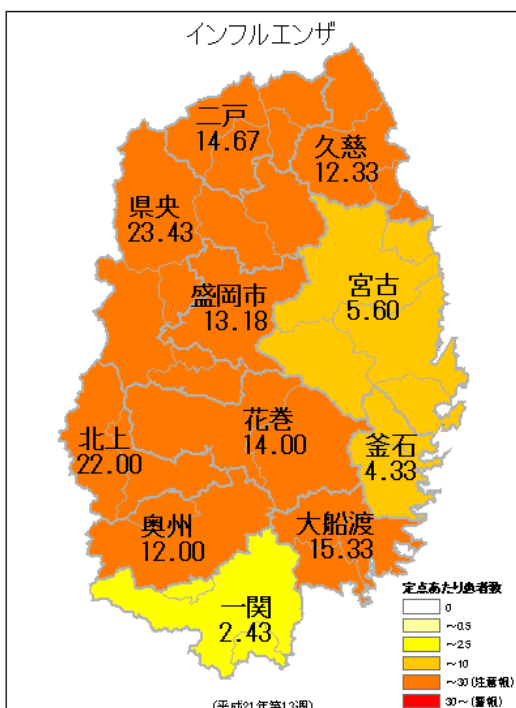 インフルエンザ
二戸
14.67
久慈
12.33
県央
23.43
宮古
5.60
盛岡市
13.18
花巻
14.00
北上
22.00
釜石
4.33
奥州
12.00
大船渡
15.33
一関
2.43
定点あたり患者数
0
～0.5
～2.5
～10
～30(注意報)
30～(警報)
(平成21年第13週)